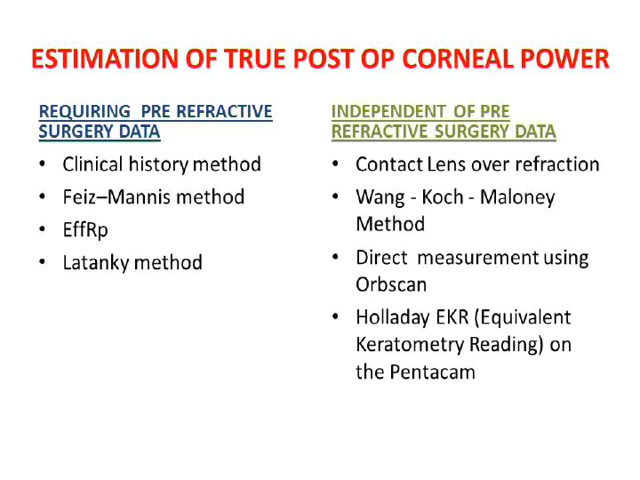 ESTIMATION OF TRUE POST OP CORNEAL POWER
REQUIRING PRE REFRACTIVE
SURGERY DATA
• Clinical history method
• Feiz–Mannis method
• EffRp
• Latanky method
INDEPENDENT OF PRE
REFRACTIVE SURGERY DATA
• Contact Lens over refraction
• Wang - Koch - Maloney
Method
• Direct measurement using
Orbscan
• Holladay EKR (Equivalent
Keratometry Reading) on
the Pentacam